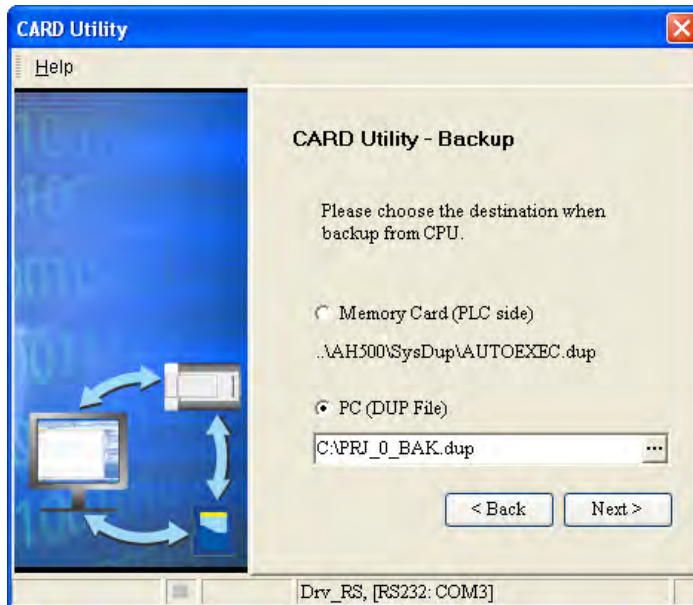 CARD Utility
Help
CARD Utility - Backup
Please choose the destination when
backup from CPU.
Memory Card (PLC side)
..\AH500\SysDup\AUTOEXEC.dup
PC (DUP File)
C:\PRJ_0_BAK.dup
...
< Back
Next >
Drv_RS, [RS232: COM3]